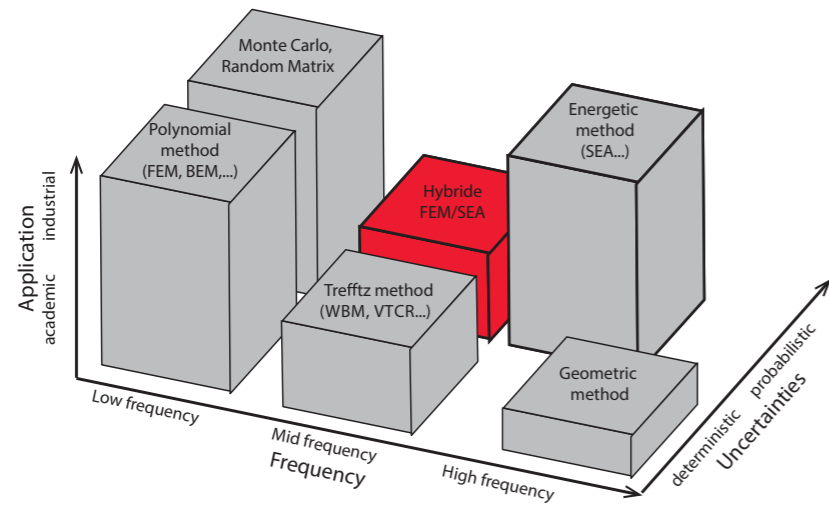 Monte Carlo,
Random Matrix
Energetic
method
(SEA...)
Polynomial
method
(FEM, BEM,...)
Hybride
FEM/SEA
Trefftz method
(WBM, VTCR...)
Geometric
method
Application
academic industrial
Low frequency
Mid frequency
High frequency
Frequency
deterministic probabilistic
Uncertainties